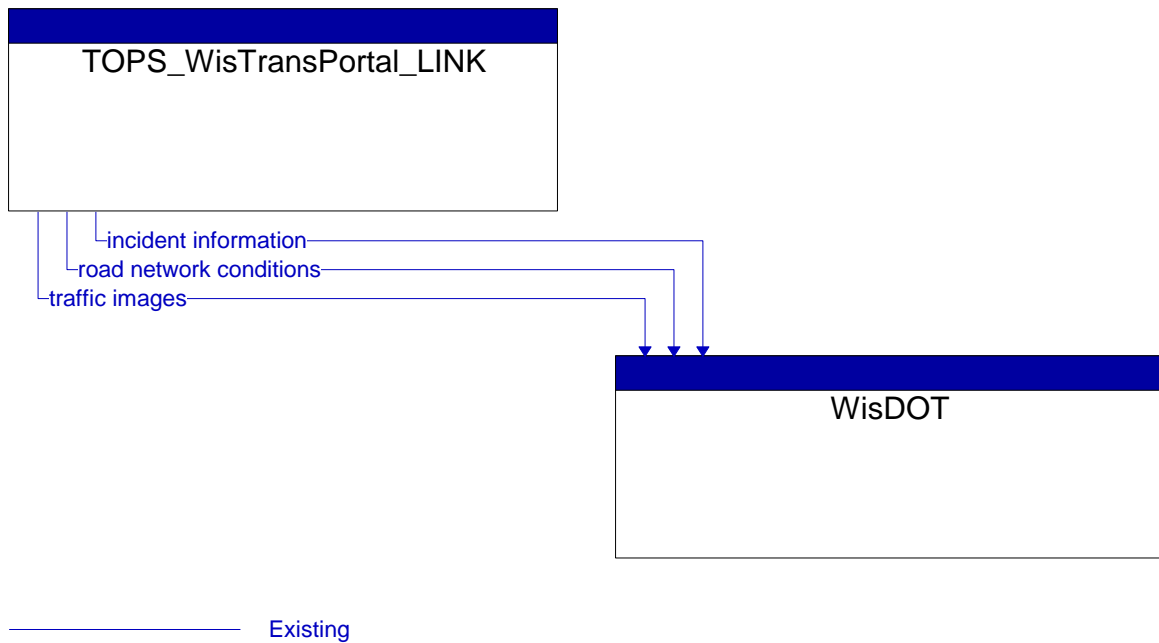 TOPS_WisTransPortal_LINK
incident information
road network conditions
traffic images
WisDOT
Existing